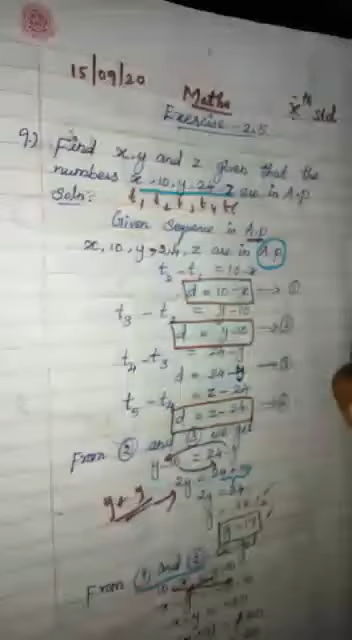 15/09/20
Maths
xth std
Exercise - 2.5
9) Find x, y and z given that the
numbers x, 10, y, 24, z are in A.p
Soln:
t1 t2 t3 t4 t5
Given Sequence in A.p
x, 10, y, 24, z are in A.p
t2 - t1 = 10-x
d = 10 - x → ①
t3 - t2 = y - 10
d = y-10 → ②
t4 - t3 = 24 - y
d = 24 - y → ③
t5 - t4 = z - 24
d = z - 24 → ④
From ② and ③ we get
y = 24
2y =
2y = 34
y + y
y = 17
From ① and ②